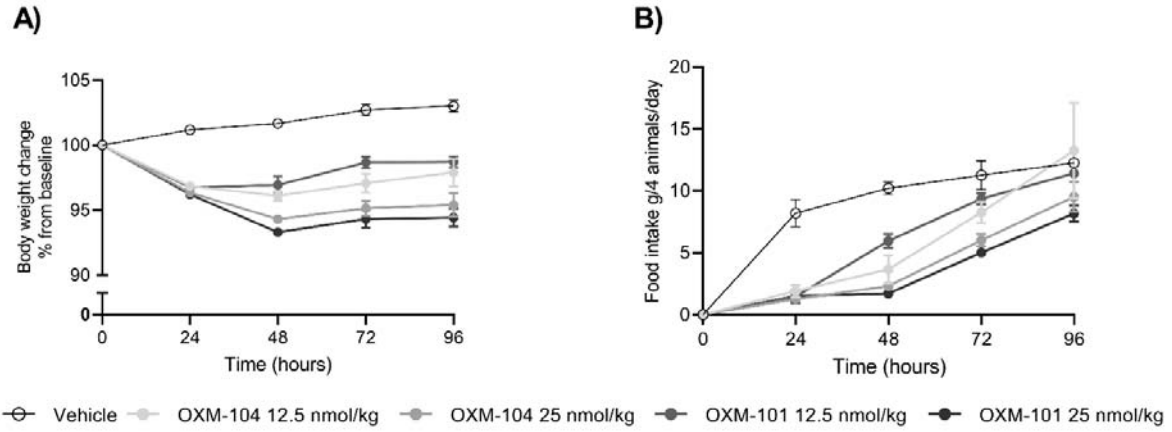 A)
B)
Body weight change
% from baseline
105
100
95
90
0
0
24
48
72
96
Time (hours)
Food intake g/4 animals/day
20
15
10
5
0
0
24
48
72
96
Time (hours)
Vehicle
OXM-104 12.5 nmol/kg
OXM-104 25 nmol/kg
OXM-101 12.5 nmol/kg
OXM-101 25 nmol/kg